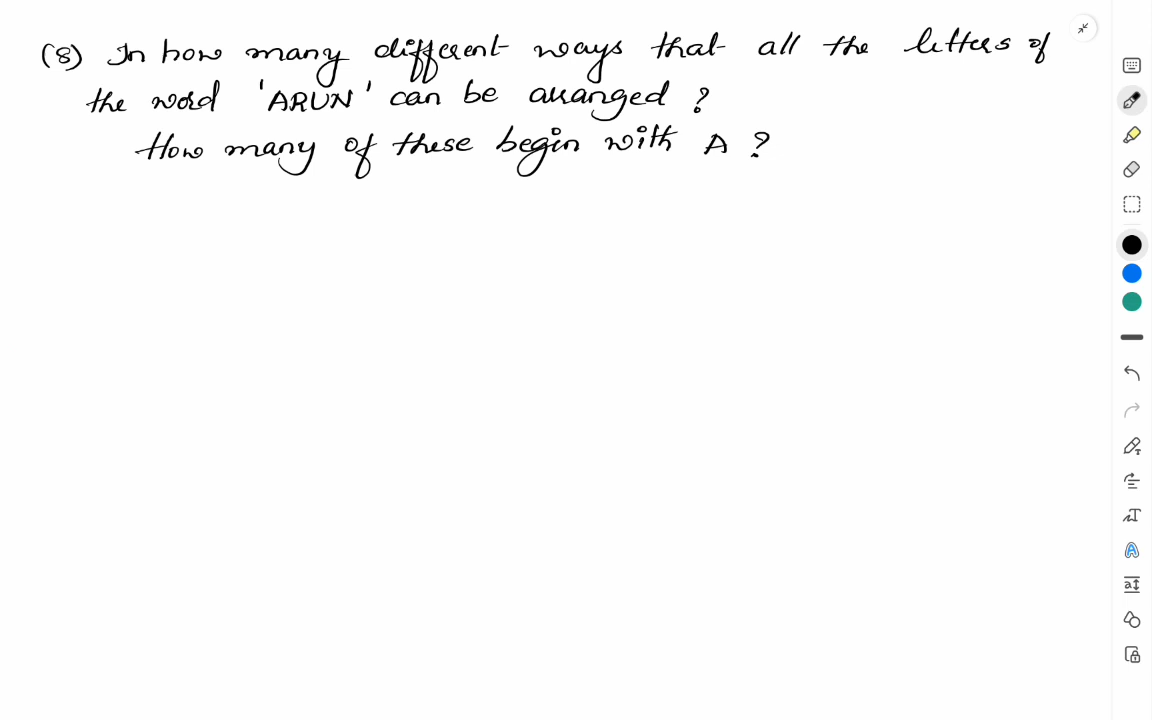 (8) In how many different ways that all the letters of
the word 'ARUN' can be arranged ?
How many of these begin with A ?